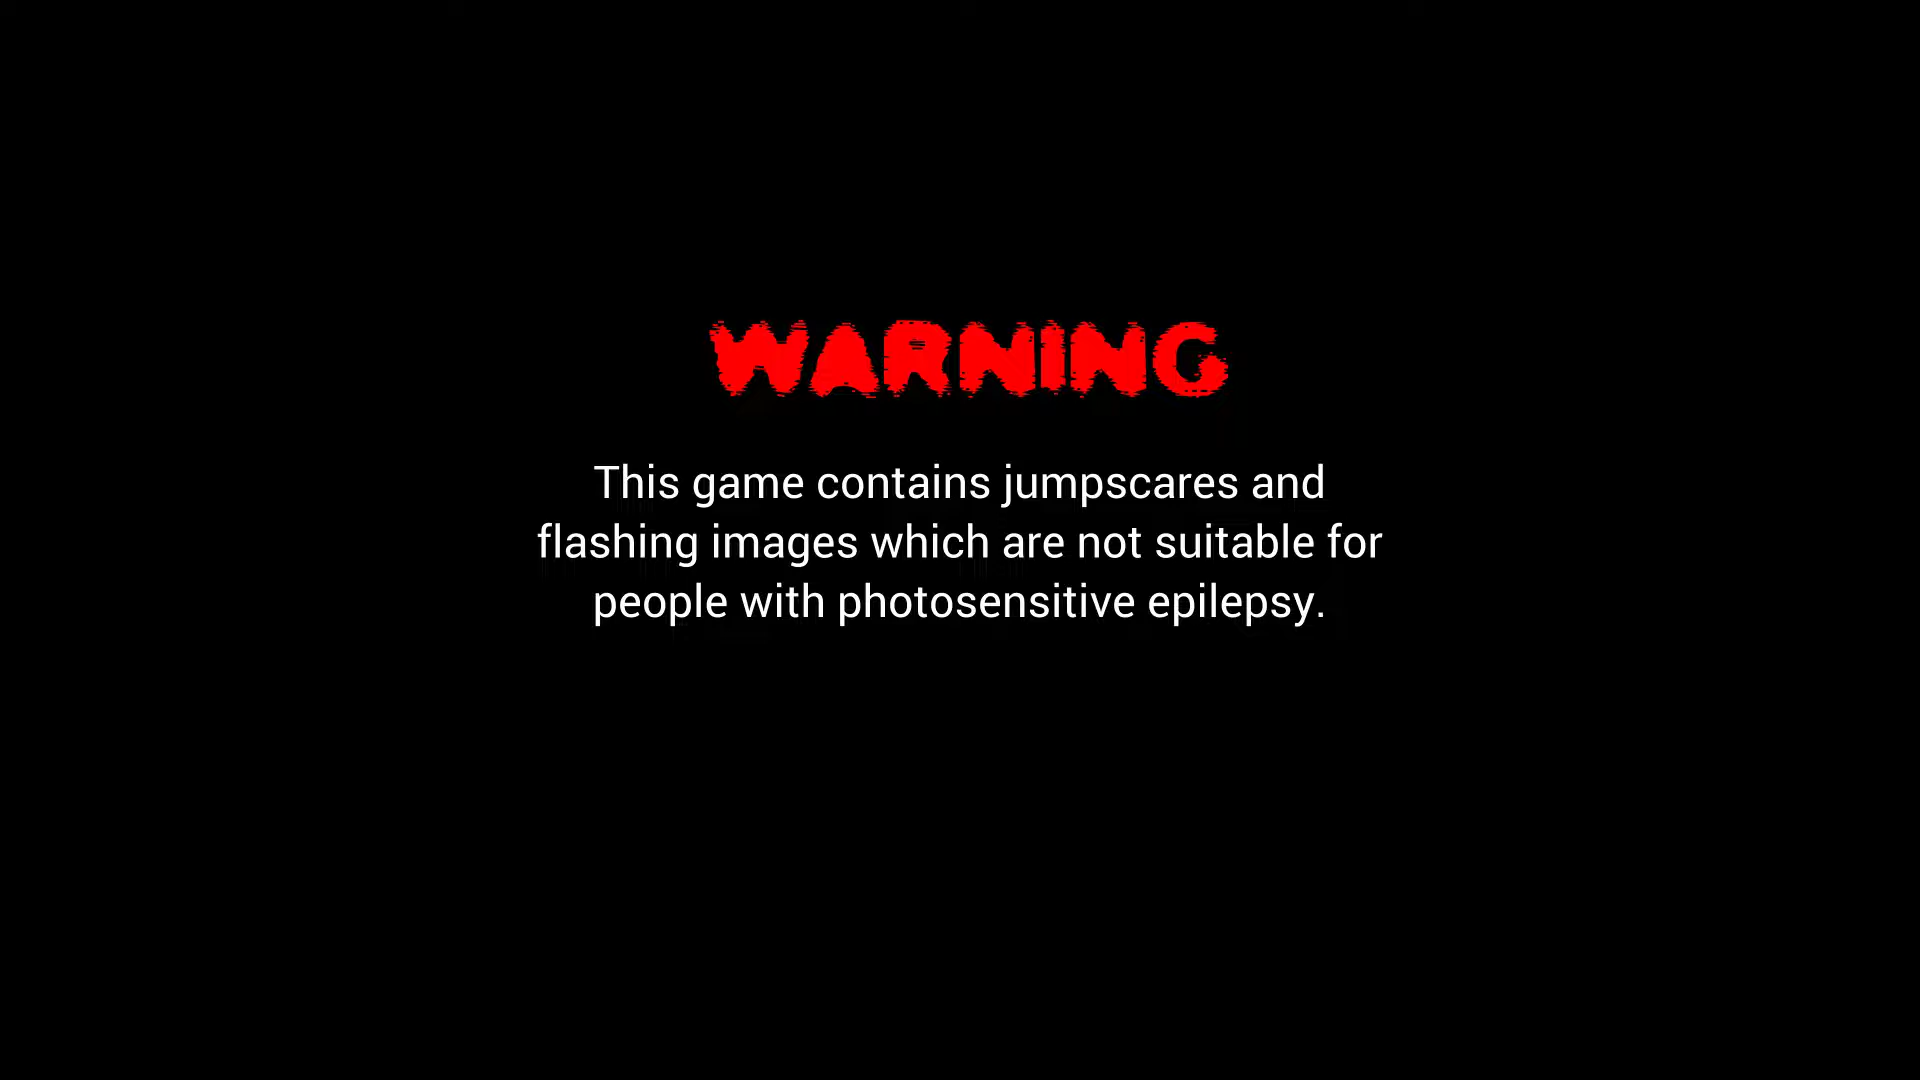 WARNING
This game contains jumpscares and
flashing images which are not suitable for
people with photosensitive epilepsy.